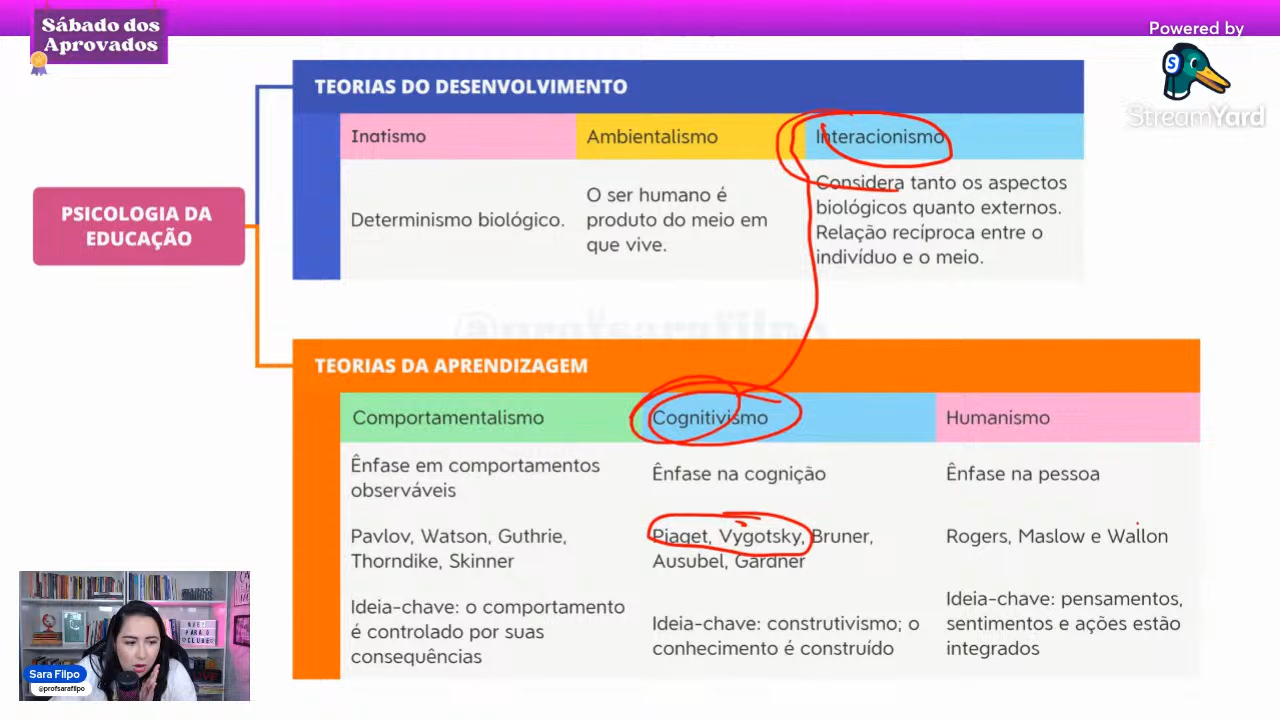 Sábado dos
Aprovados
Powered by
StreamYard
PSICOLOGIA DA
EDUCAÇÃO
TEORIAS DO DESENVOLVIMENTO
Inatismo
Ambientalismo
Interacionismo
Determinismo biológico.
O ser humano é
produto do meio em
que vive.
Considera tanto os aspectos
biológicos quanto externos.
Relação recíproca entre o
indivíduo e o meio.
@profsarafilpo
TEORIAS DA APRENDIZAGEM
Comportamentalismo
Cognitivismo
Humanismo
Ênfase em comportamentos
observáveis
Ênfase na cognição
Ênfase na pessoa
Pavlov, Watson, Guthrie,
Thorndike, Skinner
Piaget, Vygotsky, Bruner,
Ausubel, Gardner
Rogers, Maslow e Wallon
Ideia-chave: o comportamento
é controlado por suas
consequências
Ideia-chave: construtivismo; o
conhecimento é construído
Ideia-chave: pensamentos,
sentimentos e ações estão
integrados
Sara Filpo
@profsarafilpo